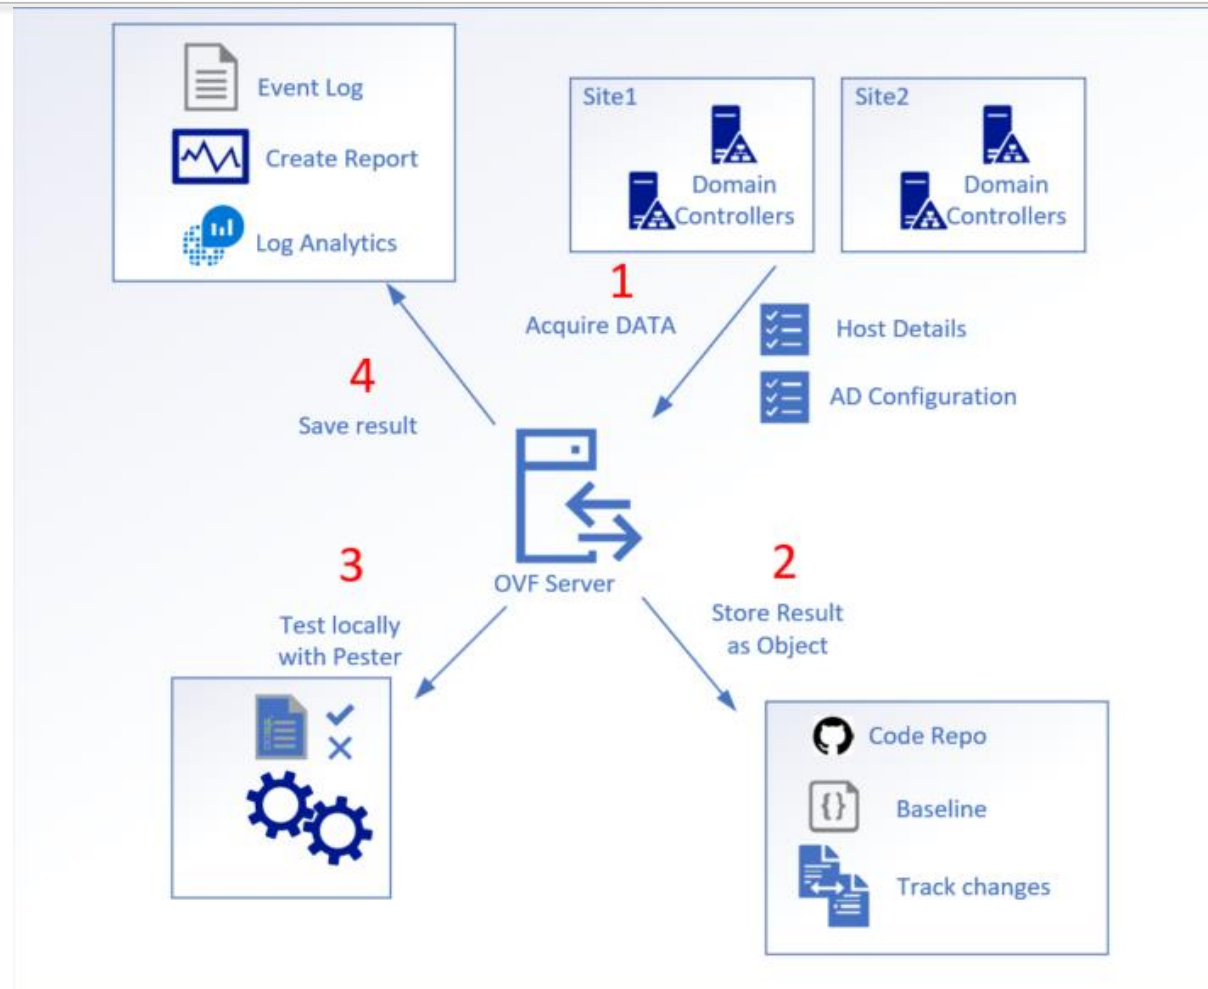 Event Log
Create Report
Log Analytics
Site1
Domain
Controllers
Site2
Domain
Controllers
1
Acquire DATA
Host Details
AD Configuration
4
Save result
OVF Server
3
Test locally
with Pester
2
Store Result
as Object
Code Repo
{}
Baseline
Track changes